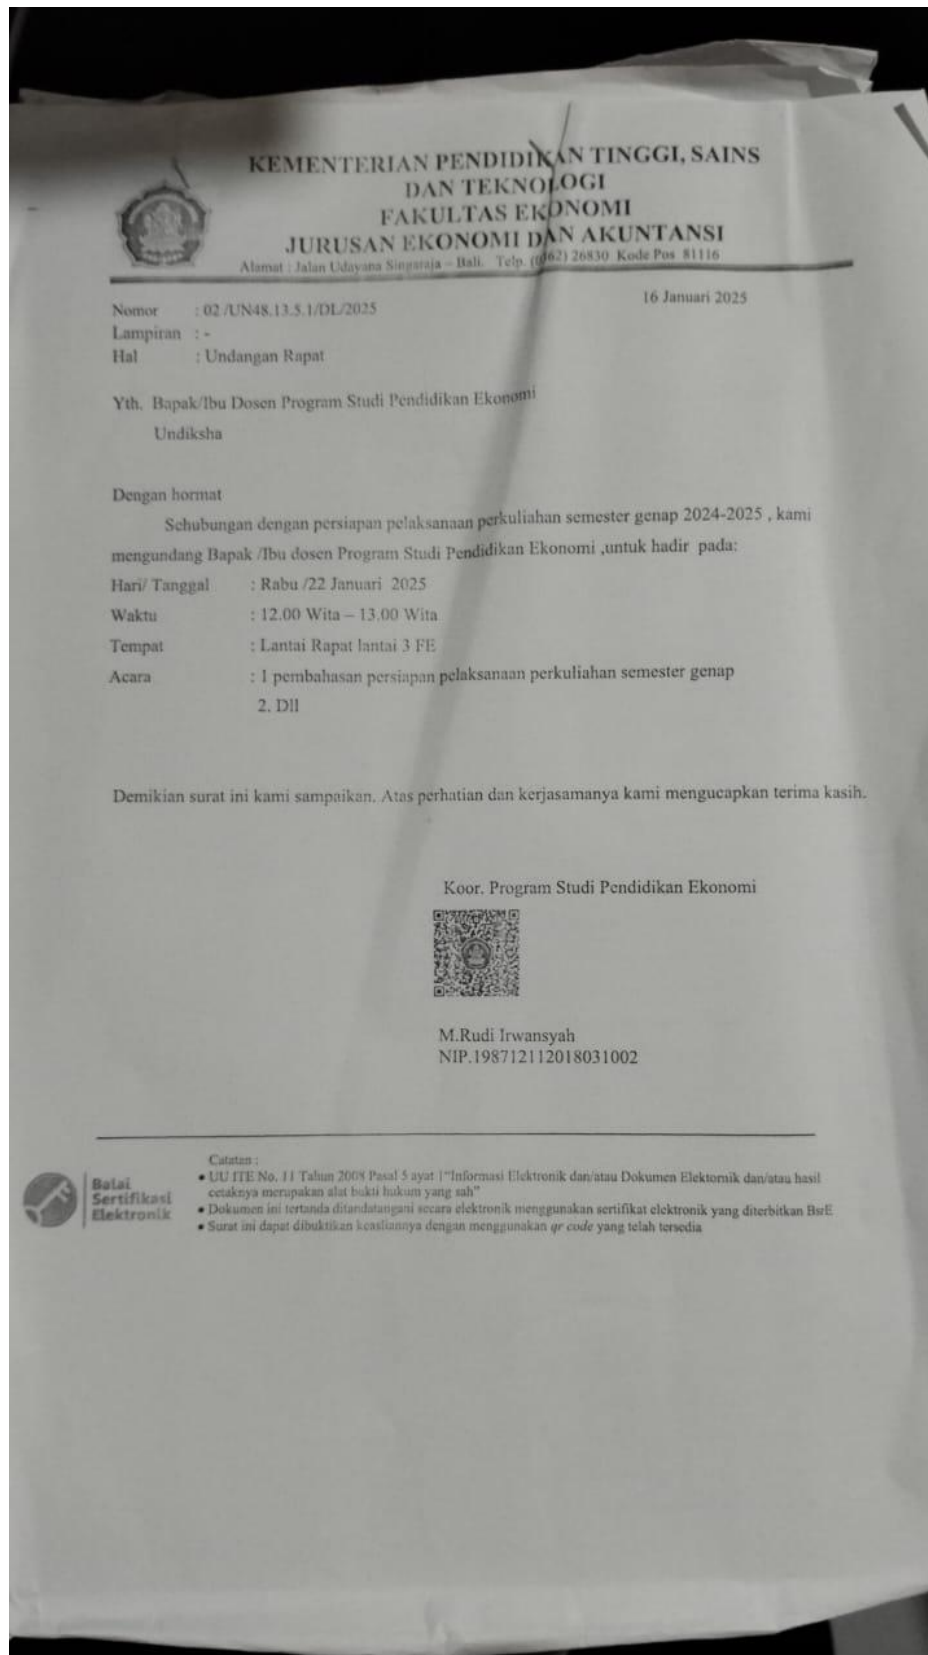 KEMENTERIAN PENDIDIKAN TINGGI, SAINS
DAN TEKNOLOGI
FAKULTAS EKONOMI
JURUSAN EKONOMI DAN AKUNTANSI
Alamat : Jalan Udayana Singaraja – Bali. Telp. (0362) 26830 Kode Pos 81116
16 Januari 2025
Nomor : 02 /UN48.13.5.1/DL/2025
Lampiran : -
Hal : Undangan Rapat
Yth. Bapak/Ibu Dosen Program Studi Pendidikan Ekonomi
Undiksha
Dengan hormat
Sehubungan dengan persiapan pelaksanaan perkuliahan semester genap 2024-2025 , kami
mengundang Bapak /Ibu dosen Program Studi Pendidikan Ekonomi ,untuk hadir pada:
Hari/ Tanggal : Rabu /22 Januari 2025
Waktu : 12.00 Wita – 13.00 Wita
Tempat : Lantai Rapat lantai 3 FE
Acara : 1 pembahasan persiapan pelaksanaan perkuliahan semester genap
2. Dll
Demikian surat ini kami sampaikan. Atas perhatian dan kerjasamanya kami mengucapkan terima kasih.
Koor. Program Studi Pendidikan Ekonomi
M.Rudi Irwansyah
NIP.198712112018031002
Balai
Sertifikasi
Elektronik
Catatan :
• UU ITE No. 11 Tahun 2008 Pasal 5 ayat 1 "Informasi Elektronik dan/atau Dokumen Elektornik dan/atau hasil
cetaknya merupakan alat bukti hukum yang sah"
• Dokumen ini tertanda ditandatangani secara elektronik menggunakan sertifikat elektronik yang diterbitkan BsrE
• Surat ini dapat dibuktikan keasliannya dengan menggunakan qr code yang telah tersedia